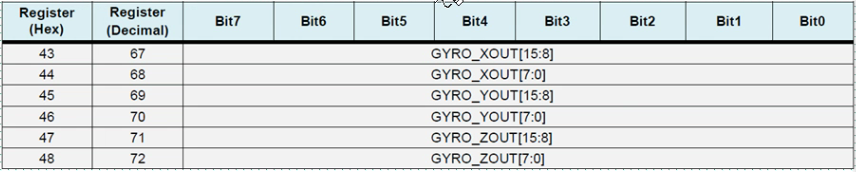 Register (Hex) Register (Decimal) Bit7 Bit6 Bit5 Bit4 Bit3 Bit2 Bit1 Bit0
43 67 GYRO_XOUT[15:8]
44 68 GYRO_XOUT[7:0]
45 69 GYRO_YOUT[15:8]
46 70 GYRO_YOUT[7:0]
47 71 GYRO_ZOUT[15:8]
48 72 GYRO_ZOUT[7:0]